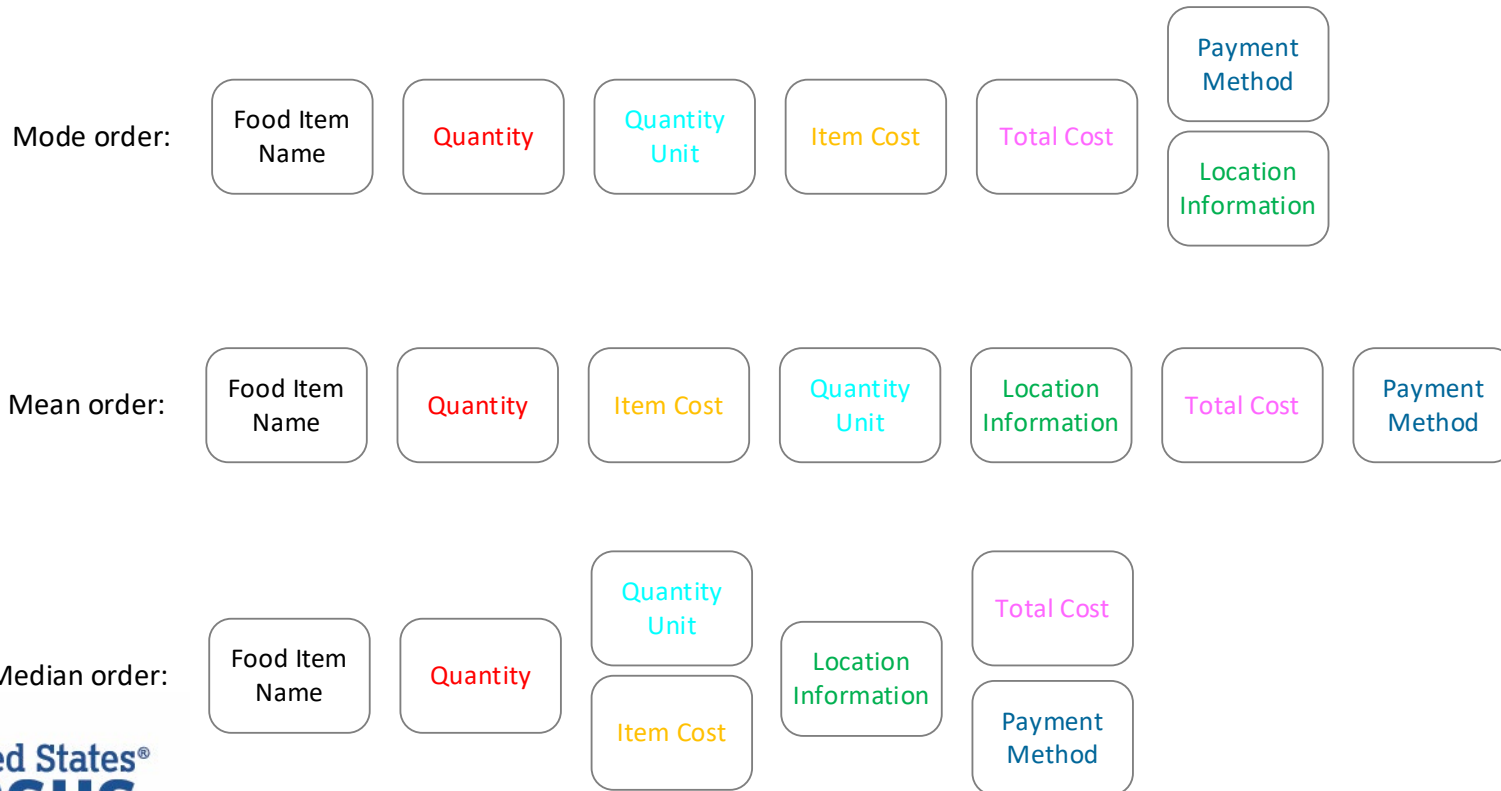 Mode order:
Food Item
Name
Quantity
Quantity
Unit
Item Cost
Total Cost
Payment
Method
Location
Information
Mean order:
Food Item
Name
Quantity
Item Cost
Quantity
Unit
Location
Information
Total Cost
Payment
Method
Median order:
Food Item
Name
Quantity
Quantity
Unit
Item Cost
Location
Information
Total Cost
Payment
Method
ed States®